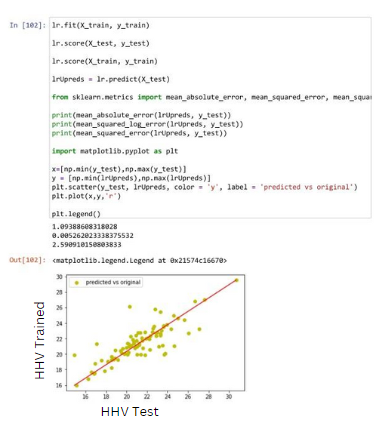 In [102]: lr.fit(X_train, y_train)
lr.score(X_test, y_test)
lr.score(X_train, y_train)
lrUpreds = lr.predict(X_test)
from sklearn.metrics import mean_absolute_error, mean_squared_error, mean_squa
print(mean_absolute_error(lrUpreds, y_test))
print(mean_squared_log_error(lrUpreds, y_test))
print(mean_squared_error(lrUpreds, y_test))
import matplotlib.pyplot as plt
x=[np.min(y_test),np.max(y_test)]
y = [np.min(lrUpreds),np.max(lrUpreds)]
plt.scatter(y_test, lrUpreds, color = 'y', label = 'predicted vs original')
plt.plot(x,y,'r')
plt.legend()
1.09388608318028
0.005262023338375532
2.590910150803833
Out[102]: <matplotlib.legend.Legend at 0x21574c16670>
predicted vs original
30
28
26
24
22
20
18
16
HHV Trained
16 18 20 22 24 26 28 30
HHV Test